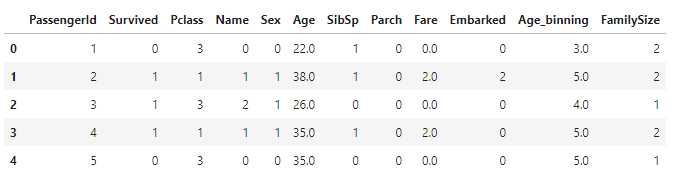 PassengerId Survived Pclass Name Sex Age SibSp Parch Fare Embarked Age_binning FamilySize
0 1 0 3 0 0 22.0 1 0 0.0 0 3.0 2
1 2 1 1 1 1 38.0 1 0 2.0 2 5.0 2
2 3 1 3 2 1 26.0 0 0 0.0 0 4.0 1
3 4 1 1 1 1 35.0 1 0 2.0 0 5.0 2
4 5 0 3 0 0 35.0 0 0 0.0 0 5.0 1